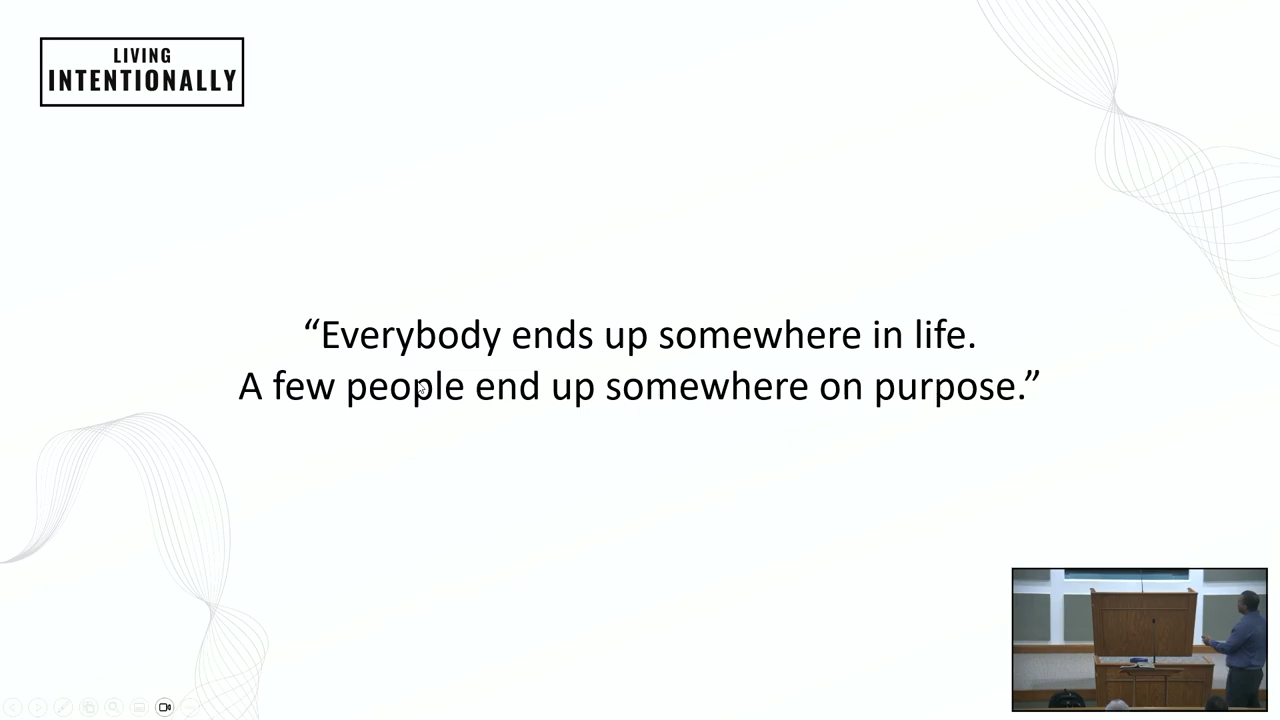 LIVING
INTENTIONALLY
“Everybody ends up somewhere in life.
A few people end up somewhere on purpose.”